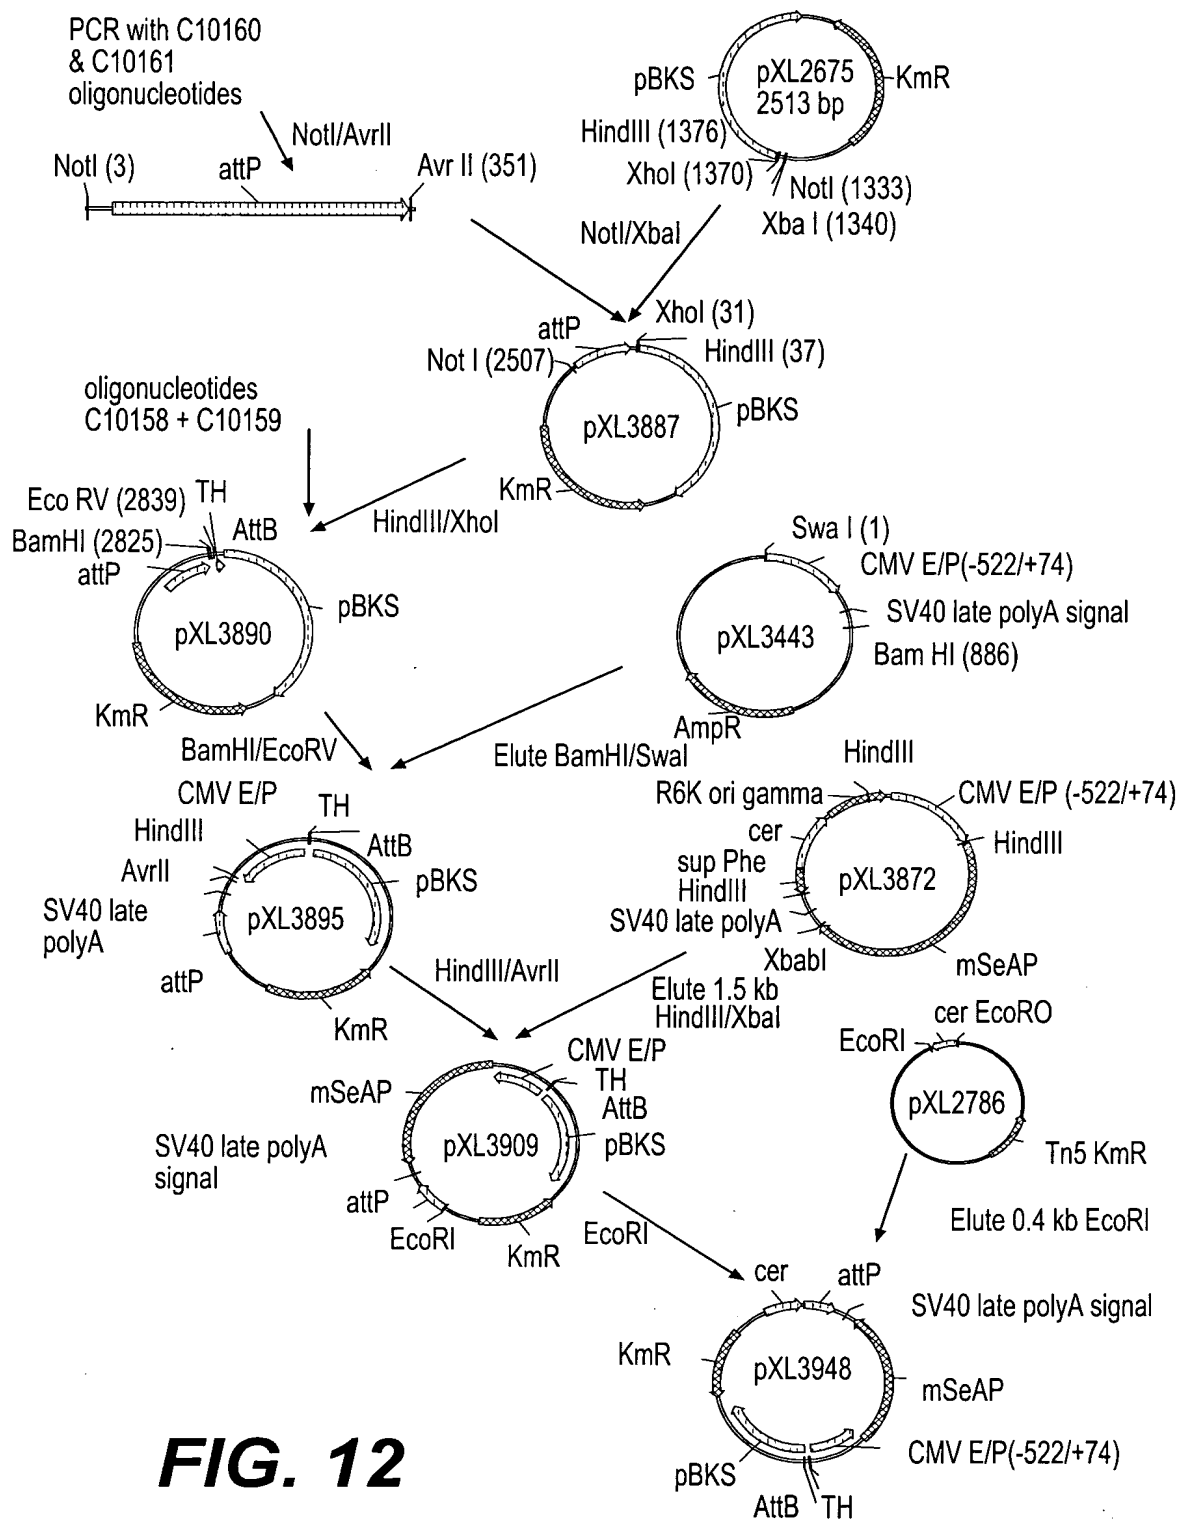 PCR with C10160
& C10161
oligonucleotides
NotI/AvrII
NotI (3)
attP
Avr II (351)
pBKS
pXL2675
2513 bp
KmR
HindIII (1376)
XhoI (1370)
NotI (1333)
Xba I (1340)
NotI/XbaI
XhoI (31)
attP
HindIII (37)
Not I (2507)
pBKS
pXL3887
KmR
oligonucleotides
C10158 + C10159
HindIII/XhoI
Eco RV (2839)
TH
AttB
BamHI (2825)
attP
pBKS
pXL3890
KmR
Swa I (1)
CMV E/P(-522/+74)
SV40 late polyA signal
pXL3443
Bam HI (886)
AmpR
BamHI/EcoRV
Elute BamHI/SwaI
CMV E/P
TH
HindIII
AttB
AvrII
pBKS
SV40 late
polyA
pXL3895
attP
KmR
HindIII
R6K ori gamma
CMV E/P (-522/+74)
cer
HindIII
sup Phe
HindIII
pXL3872
SV40 late polyA
XbabI
mSeAP
HindIII/AvrII
Elute 1.5 kb
HindIII/XbaI
cer EcoRO
EcoRI
pXL2786
Tn5 KmR
CMV E/P
TH
mSeAP
AttB
pXL3909
pBKS
SV40 late polyA
signal
attP
EcoRI
KmR
EcoRI
Elute 0.4 kb EcoRI
cer
attP
SV40 late polyA signal
KmR
pXL3948
mSeAP
CMV E/P(-522/+74)
pBKS
AttB
TH
FIG. 12